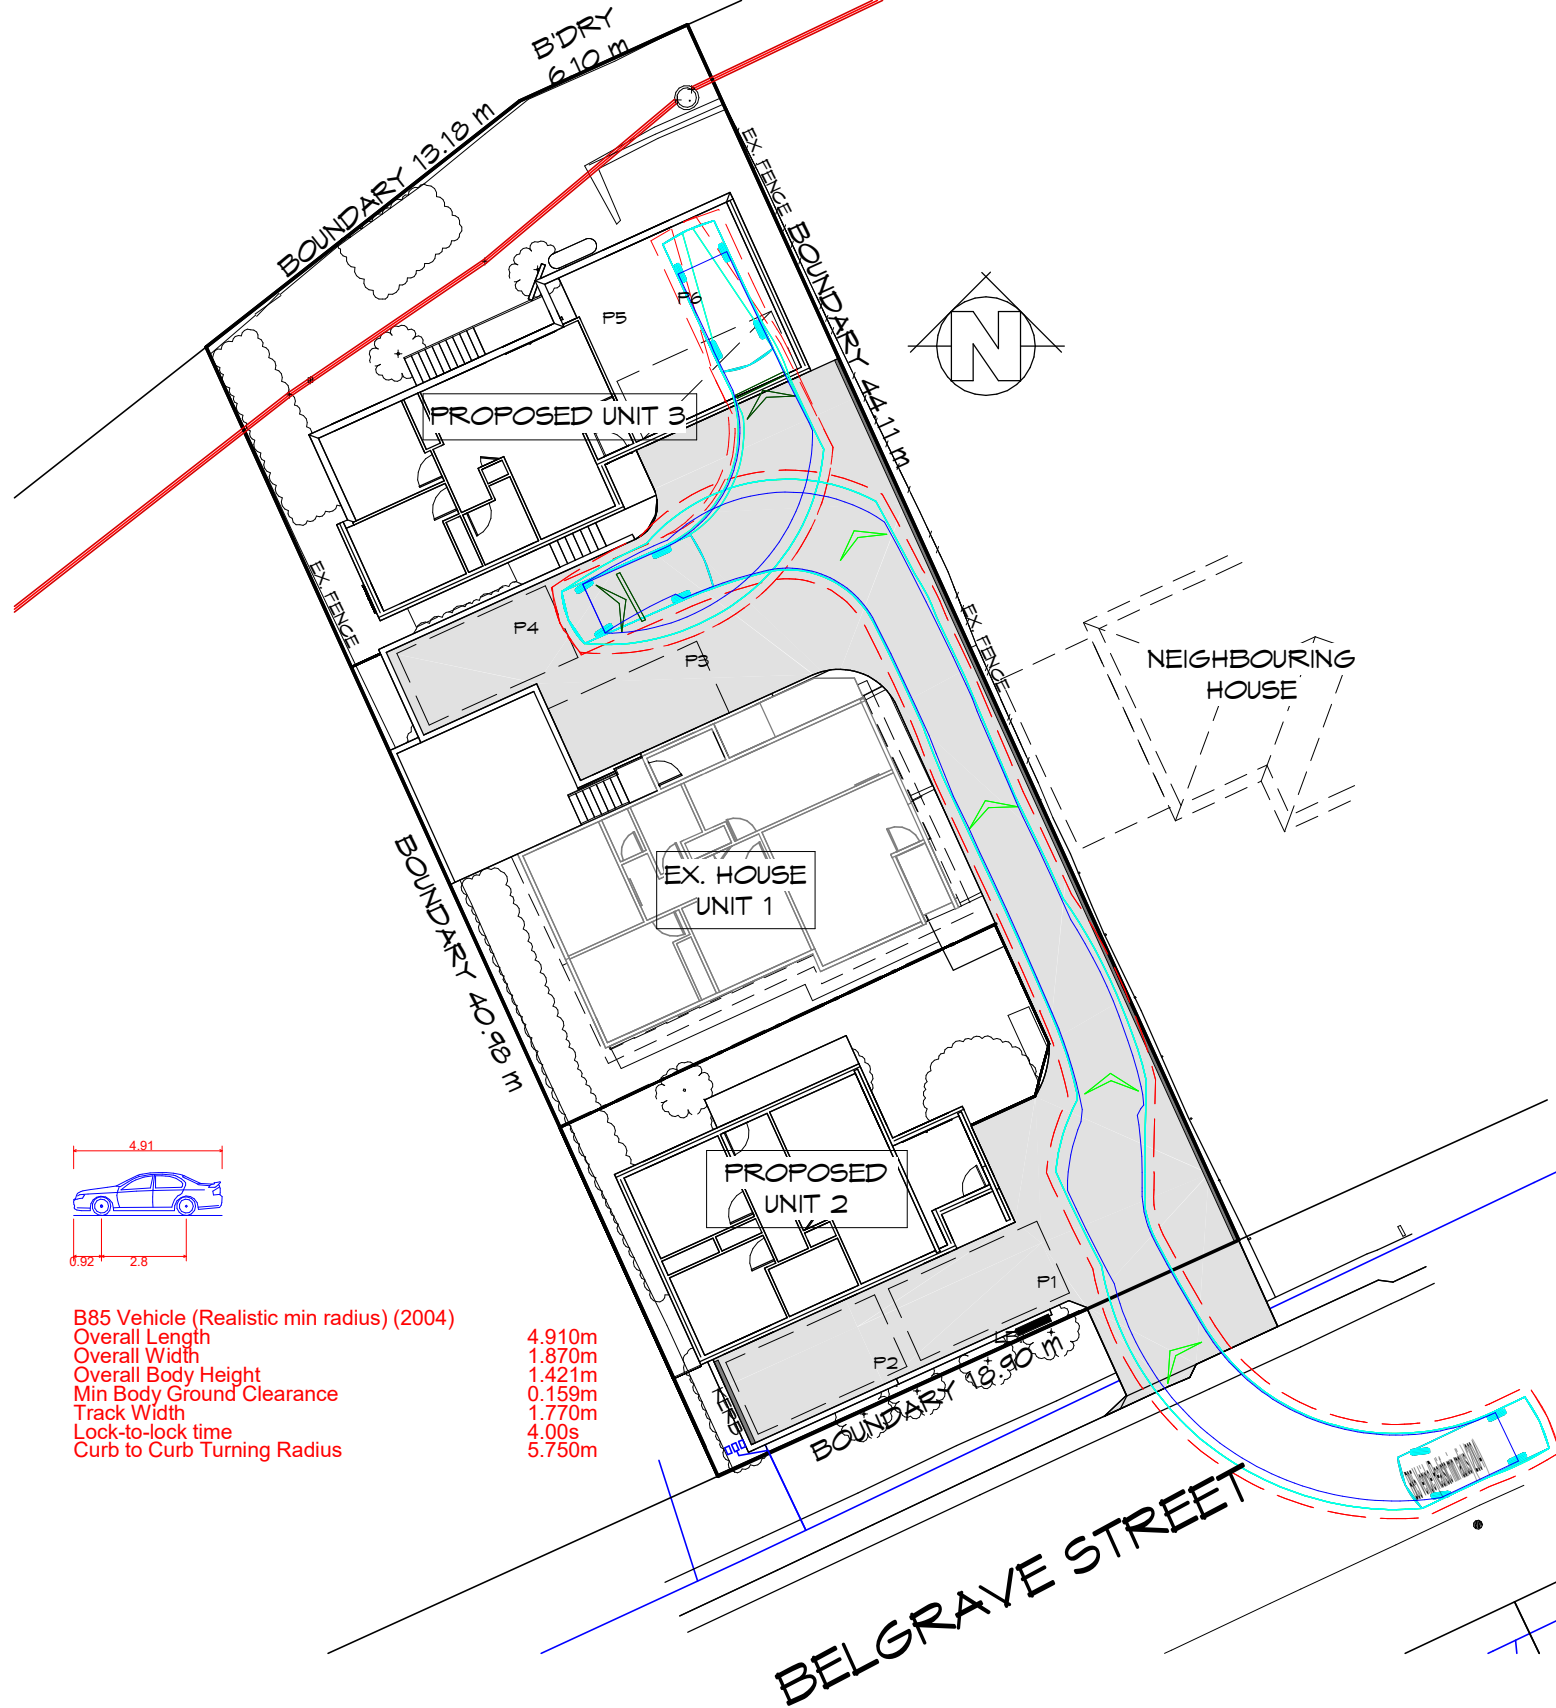 B'DRY
6.10 m
BOUNDARY 13.18 m
EX. FENCE
BOUNDARY 44.11 m
P6
P5
N
PROPOSED UNIT 3
EX. FENCE
P4
P3
EX. FENCE
NEIGHBOURING
HOUSE
BOUNDARY 40.98 m
EX. HOUSE
UNIT 1
PROPOSED
UNIT 2
P1
P2
BOUNDARY 18.90 m
4.91
0.92
2.8
B85 Vehicle (Realistic min radius) (2004)
Overall Length 4.910m
Overall Width 1.870m
Overall Body Height 1.421m
Min Body Ground Clearance 0.159m
Track Width 1.770m
Lock-to-lock time 4.00s
Curb to Curb Turning Radius 5.750m
BELGRAVE STREET